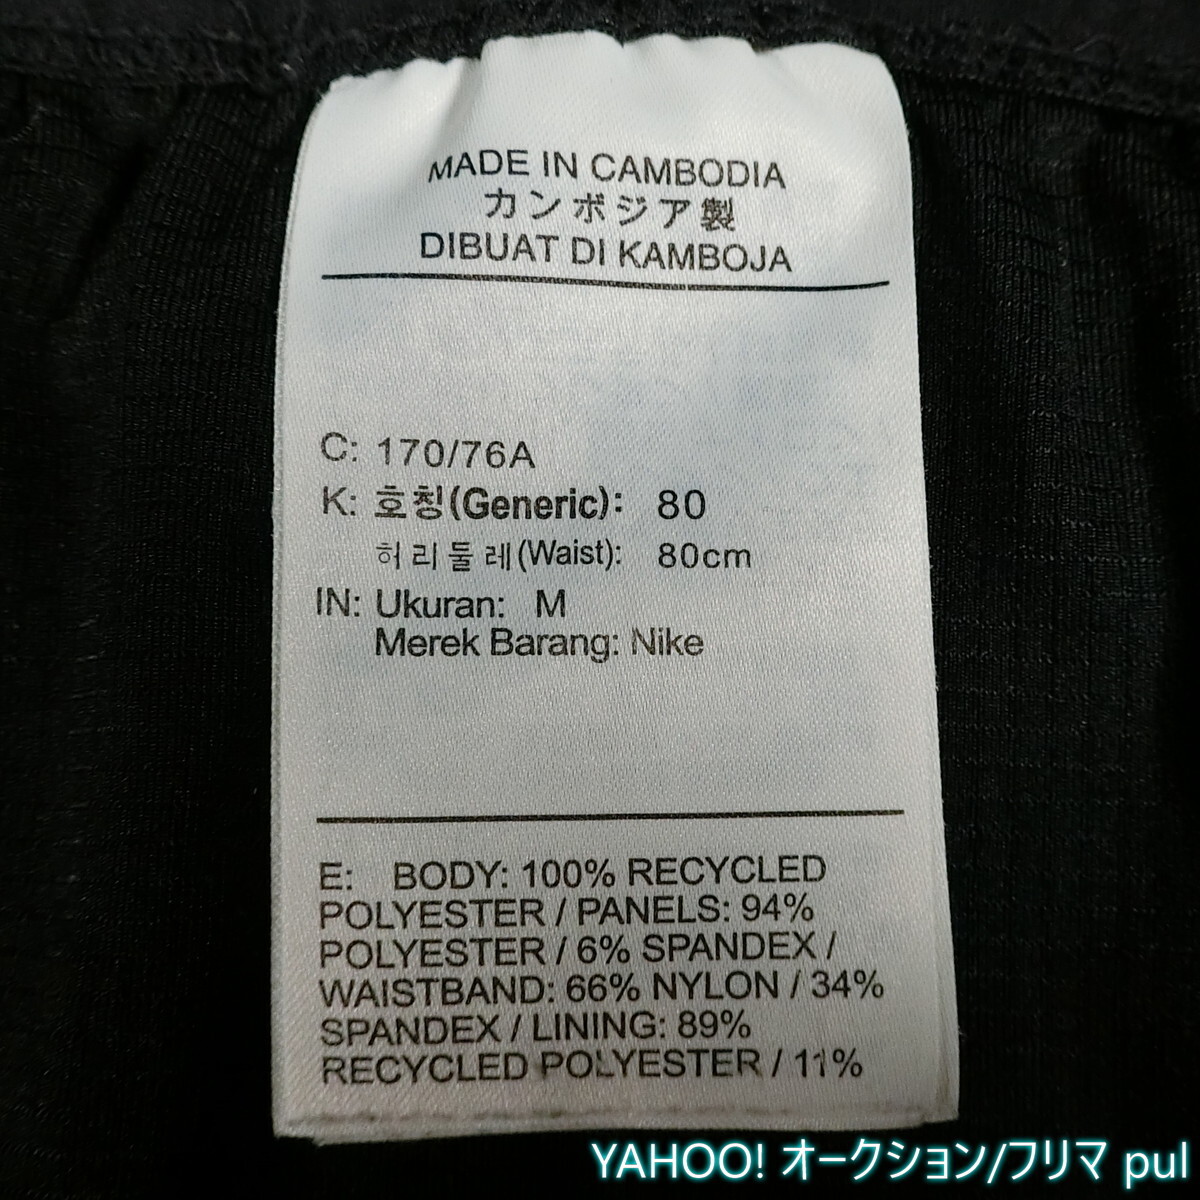 MADE IN CAMBODIA
カンボジア製
DIBUAT DI KAMBOJA
C: 170/76A
K: 호칭(Generic): 80
허리둘레(Waist): 80cm
IN: Ukuran: M
Merek Barang: Nike
E: BODY: 100% RECYCLED
POLYESTER / PANELS: 94%
POLYESTER / 6% SPANDEX /
WAISTBAND: 66% NYLON / 34%
SPANDEX / LINING: 89%
RECYCLED POLYESTER / 11%
YAHOO! オークション/フリマ pul